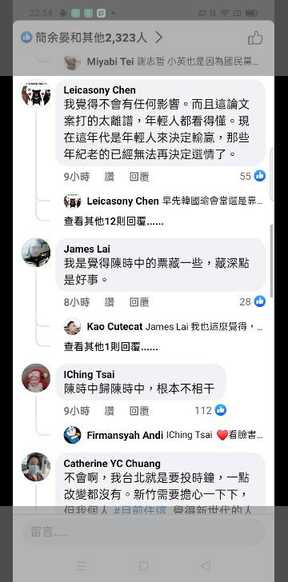 22:54
簡余晏和其他2,323人 >
Miyabi Tei 謝志哲 小英也是因為國民黨...
Leicasony Chen
我覺得不會有任何影響。而且這論
文案打的太離譜，年輕人都看得懂。現
在這年代是年輕人來決定輸贏，那些
年紀老的已經無法再決定選情了。
9小時 讚 回覆 55
Leicasony Chen 早先韓國瑜會當選是靠...
查看其他12則回覆......
James Lai
我是覺得陳時中的票藏一些，藏深點
是好事。
8小時 讚 回覆 28
Kao Cutecat James Lai 我也這麼覺得，...
查看其他1則回覆......
IChing Tsai
陳時中歸陳時中，根本不相干
9小時 讚 回覆 112
Firmansyah Andi IChing Tsai ❤️看臉書...
Catherine YC Chuang
不會啊，我台北就是要投時鐘，一點
改變都沒有。新竹需要擔心一下下，
但我個人 #目前住這 覺得新世代的人
留言......